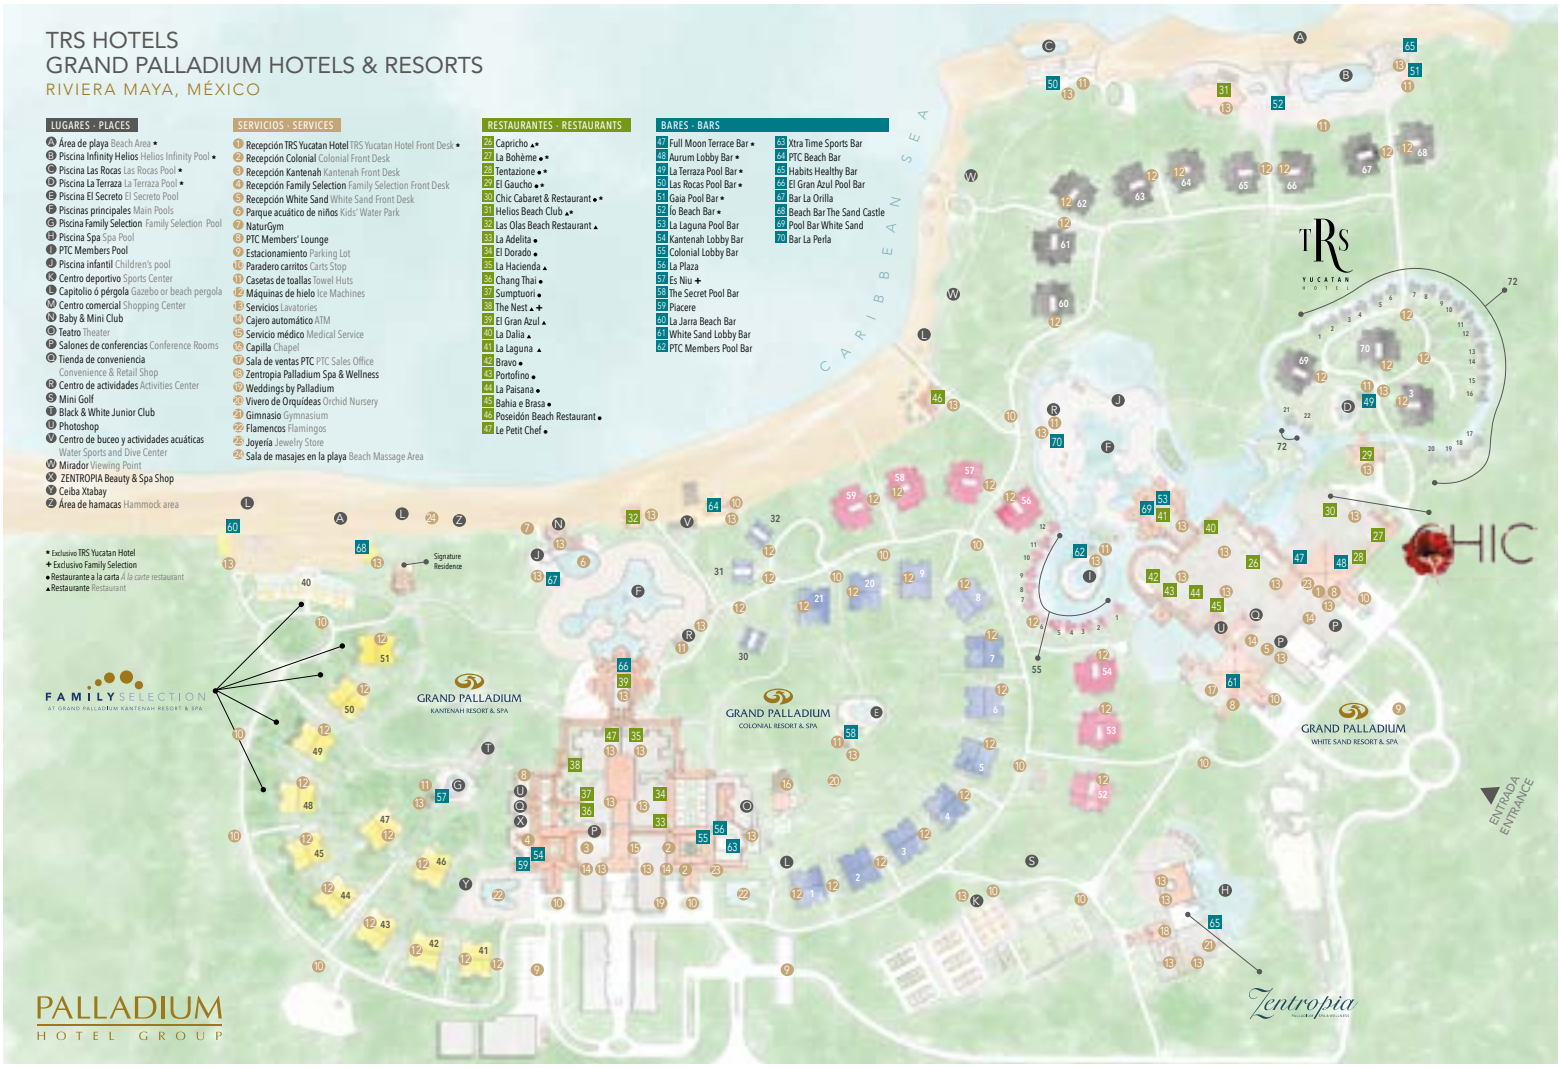 TRS HOTELS
GRAND PALLADIUM HOTELS & RESORTS
RIVIERA MAYA, MÉXICO
LUGARES - PLACES
A Área de playa Beach Area *
B Piscina Infinity Helios Helios Infinity Pool *
C Piscina Las Rocas Las Rocas Pool *
D Piscina La Terraza La Terraza Pool *
E Piscina El Secreto El Secreto Pool
F Piscinas principales Main Pools
G Piscina Family Selection Family Selection Pool
H Piscina Spa Spa Pool
I PTC Members Pool
J Piscina infantil Children's pool
K Centro deportivo Sports Center
L Capitolio ó pérgola Gazebo or beach pergola
M Centro comercial Shopping Center
N Baby & Mini Club
O Teatro Theater
P Salones de conferencias Conference Rooms
Q Tienda de conveniencia
Convenience & Retail Shop
R Centro de actividades Activities Center
S Mini Golf
T Black & White Junior Club
U Photoshop
V Centro de buceo y actividades acuáticas
Water Sports and Dive Center
W Mirador Viewing Point
X ZENTROPIA Beauty & Spa Shop
Y Ceiba Xtabay
Z Área de hamacas Hammock area
* Exclusivo TRS Yucatan Hotel
+ Exclusivo Family Selection
● Restaurante a la carta Á la carte restaurant
▲ Restaurante Restaurant
SERVICIOS - SERVICES
1 Recepción TRS Yucatan Hotel TRS Yucatan Hotel Front Desk *
2 Recepción Colonial Colonial Front Desk
3 Recepción Kantenah Kantenah Front Desk
4 Recepción Family Selection Family Selection Front Desk
5 Recepción White Sand White Sand Front Desk
6 Parque acuático de niños Kids' Water Park
7 NaturGym
8 PTC Members' Lounge
9 Estacionamiento Parking Lot
10 Paradero carritos Carts Stop
11 Casetas de toallas Towel Huts
12 Máquinas de hielo Ice Machines
13 Servicios Lavatories
14 Cajero automático ATM
15 Servicio médico Medical Service
16 Capilla Chapel
17 Sala de ventas PTC PTC Sales Office
18 Zentropia Palladium Spa & Wellness
19 Weddings by Palladium
20 Vivero de Orquídeas Orchid Nursery
21 Gimnasio Gymnasium
22 Flamencos Flamingos
23 Joyería Jewelry Store
24 Sala de masajes en la playa Beach Massage Area
RESTAURANTES - RESTAURANTS
26 Capricho ▲*
27 La Bohème ●*
28 Tentazione ●*
29 El Gaucho ●*
30 Chic Cabaret & Restaurant ●*
31 Helios Beach Club ▲*
32 Las Olas Beach Restaurant ▲
33 La Adelita ●
34 El Dorado ●
35 La Hacienda ▲
36 Chang Thai ●
37 Sumptuori ●
38 The Nest ▲ +
39 El Gran Azul ▲
40 La Dalia ▲
41 La Laguna ▲
42 Bravo ●
43 Portofino ●
44 La Paisana ●
45 Bahia e Brasa ●
46 Poseidón Beach Restaurant ●
47 Le Petit Chef ●
BARES - BARS
47 Full Moon Terrace Bar *
48 Aurum Lobby Bar *
49 La Terraza Pool Bar *
50 Las Rocas Pool Bar *
51 Gaia Pool Bar *
52 Io Beach Bar *
53 La Laguna Pool Bar
54 Kantenah Lobby Bar
55 Colonial Lobby Bar
56 La Plaza
57 Es Niu +
58 The Secret Pool Bar
59 Piacere
60 La Jarra Beach Bar
61 White Sand Lobby Bar
62 PTC Members Pool Bar
63 Xtra Time Sports Bar
64 PTC Beach Bar
65 Habits Healthy Bar
66 El Gran Azul Pool Bar
67 Bar La Orilla
68 Beach Bar The Sand Castle
69 Pool Bar White Sand
70 Bar La Perla
CARIBBEAN SEA
TRS
YUCATAN
HOTEL
CHIC
Signature
Residence
FAMILY SELECTION
AT GRAND PALLADIUM KANTENAH RESORT & SPA
GRAND PALLADIUM
KANTENAH RESORT & SPA
GRAND PALLADIUM
COLONIAL RESORT & SPA
GRAND PALLADIUM
WHITE SAND RESORT & SPA
ENTRADA
ENTRANCE
Zentropia
PALLADIUM HOTEL GROUP